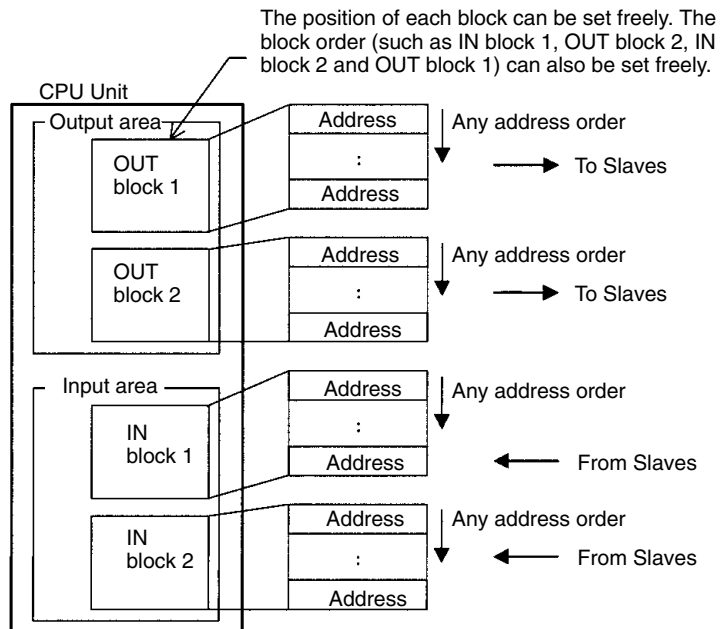 The position of each block can be set freely. The
block order (such as IN block 1, OUT block 2, IN
block 2 and OUT block 1) can also be set freely.
CPU Unit
Output area
OUT
block 1
Address
:
Address
Any address order
To Slaves
OUT
block 2
Address
:
Address
Any address order
To Slaves
Input area
IN
block 1
Address
:
Address
Any address order
From Slaves
IN
block 2
Address
:
Address
Any address order
From Slaves